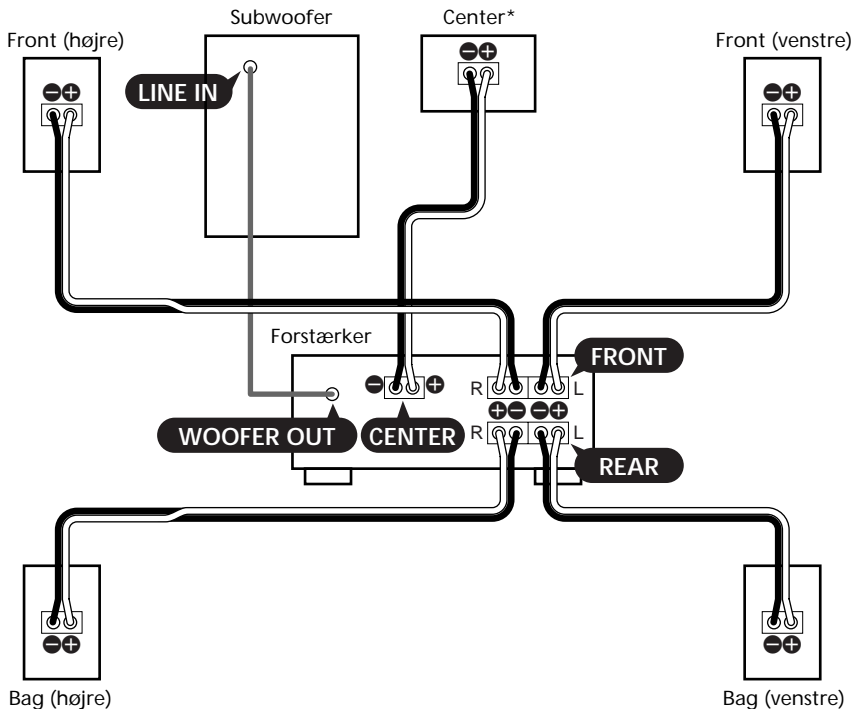 Subwoofer
Center*
Front (højre)
Front (venstre)
LINE IN
Forstærker
FRONT
R
L
WOOFER OUT
CENTER
R
L
REAR
Bag (højre)
Bag (venstre)